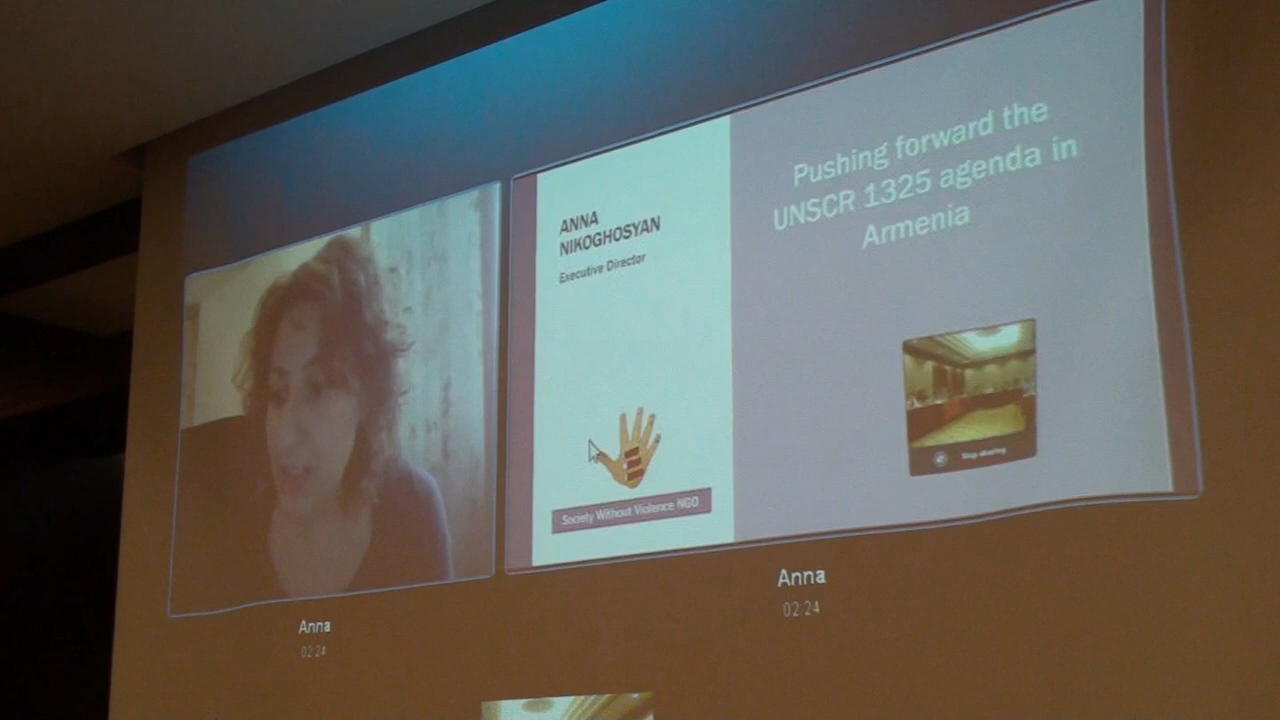 ANNA
NIKOGHOSYAN
Executive Director
Society Without Violence NGO
Pushing forward the
UNSCR 1325 agenda in
Armenia
Stop sharing
Anna
02:24
Anna
02:24